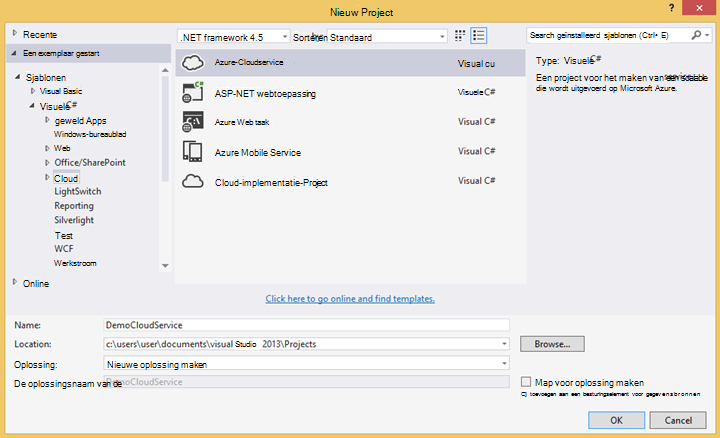 Nieuw Project
? ×
Recente
Een exemplaar gestart
Sjablonen
Visual Basic
Visuele C#
geweld Apps
Windows-bureaublad
Web
Office/SharePoint
Cloud
LightSwitch
Reporting
Silverlight
Test
WCF
Werkstroom
Online
.NET framework 4.5
Sorteren Standaard
Azure-Cloudservice Visual cu
ASP-NET webtoepassing Visuele C#
Azure Web taak Visual C#
Azure Mobile Service Visual C#
Cloud-implementatie-Project Visual C#
Click here to go online and find templates.
Search geïnstalleerd sjablonen (Ctrl+ E)
Type: Visuele C#
Een project voor het maken van een scalable
die wordt uitgevoerd op Microsoft Azure.
Name: DemoCloudService
Location: c:\users\user\documents\visual Studio 2013\Projects
Browse...
Oplossing: Nieuwe oplossing maken
De oplossingsnaam van de DemoCloudService
Map voor oplossing maken
C) toevoegen aan een besturingselement voor gegevensbronnen
OK Cancel